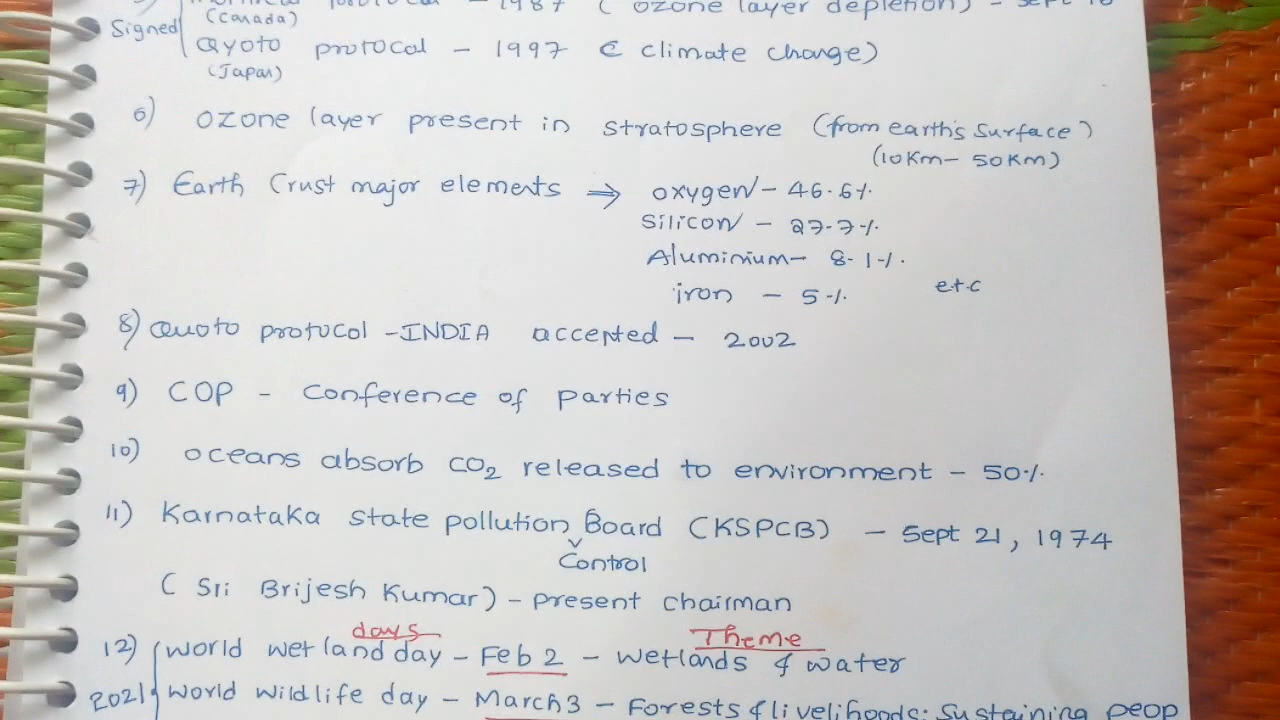 protocol - 1987 ( ozone layer depletion) - Sept 16
(Canada)
Signed
Qyoto protocol - 1997 ( climate change)
(Japan)
6) ozone layer present in stratosphere (from earth's surface)
(10Km - 50Km)
7) Earth Crust major elements ⇒ oxygen - 46.6%
Silicon - 27.7%
Aluminium - 8.1%.
iron - 5%. etc
8) Quoto protocol - INDIA accepted - 2002
9) COP - Conference of parties
10) oceans absorb CO2 released to environment - 50%
11) Karnataka state pollution Board (KSPCB) - Sept 21, 1974
Control
( Sri Brijesh Kumar) - present chairman
days Theme
12) World wetland day - Feb 2 - wetlands & water
2021 World wildlife day - March 3 - Forests & livelihoods: Sustaining peop